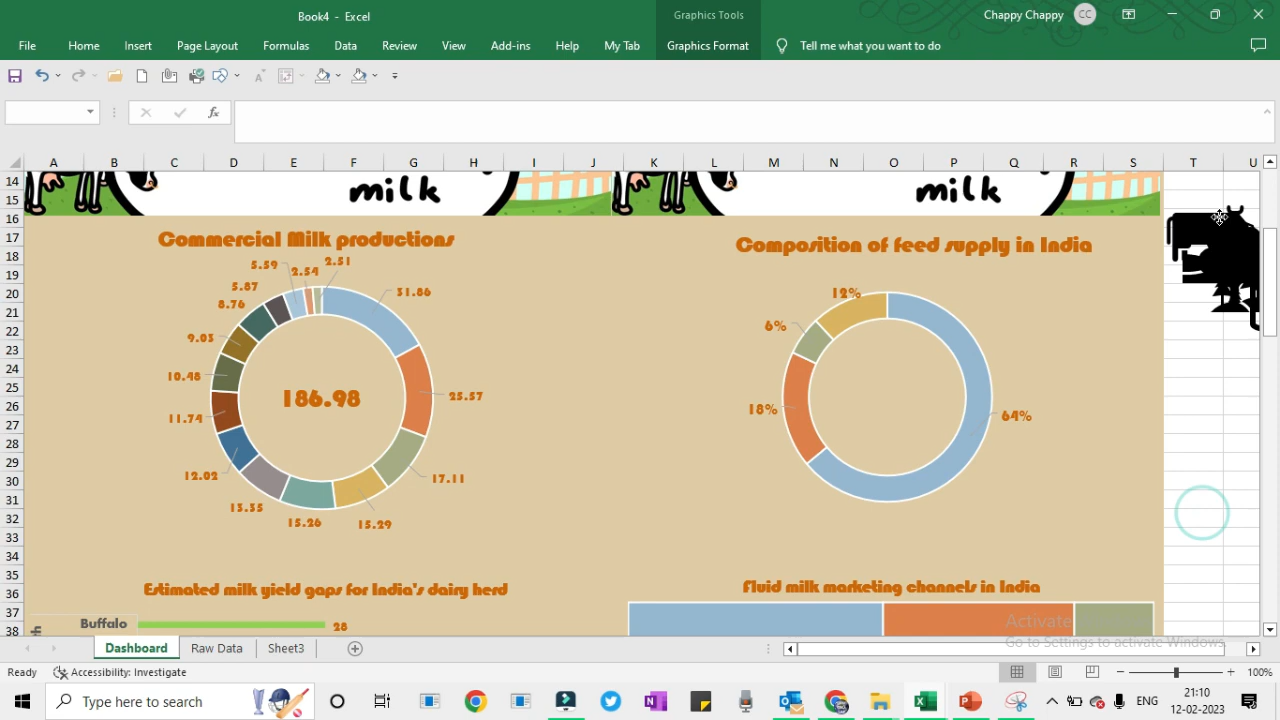 Book4 - Excel
Graphics Tools
Chappy Chappy CC
File Home Insert Page Layout Formulas Data Review View Add-ins Help My Tab Graphics Format Tell me what you want to do
fx
A B C D E F G H I J K L M N O P Q R S T U
14
15
16
17
18
19
20
21
22
23
24
25
26
27
28
29
30
31
32
33
34
35
36
37
38
milk milk
Commercial Milk productions
5.59 2.54 2.51
5.87
8.76
9.03
10.48
11.74
12.02
13.35
15.26
15.29
17.11
25.57
31.86
186.98
Composition of feed supply in India
12%
6%
18%
64%
Estimated milk yield gaps for India's dairy herd
Buffalo 28
Fluid milk marketing channels in India
Activate
Go to Settings to activate Windows
Dashboard Raw Data Sheet3
Ready Accessibility: Investigate 100%
Type here to search
ENG
21:10
12-02-2023